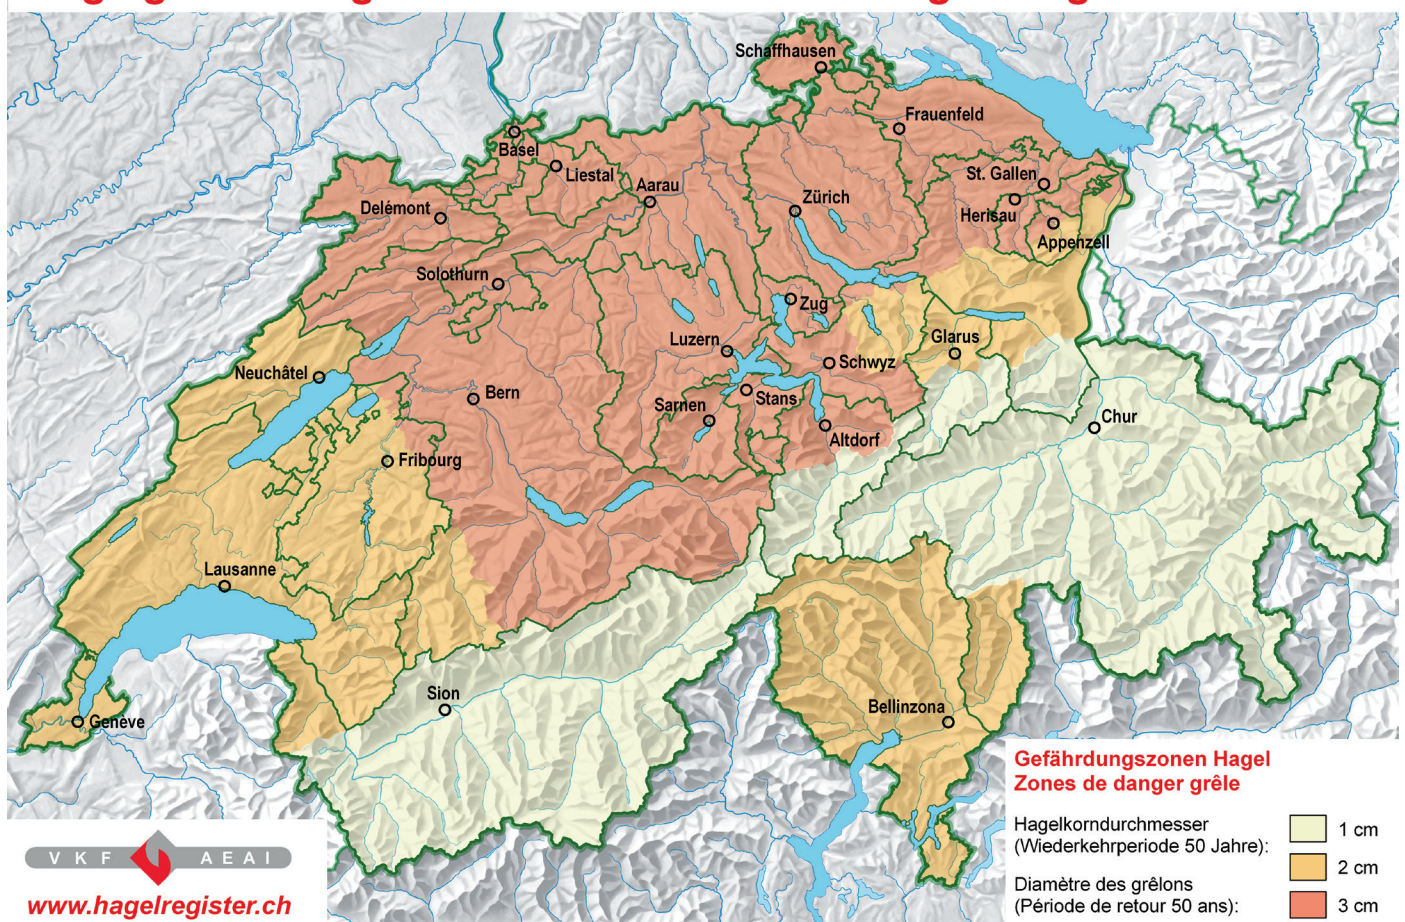 Schaffhausen
Frauenfeld
Basel
Liestal
St. Gallen
Aarau
Delémont
Zürich
Herisau
Appenzell
Solothurn
Zug
Luzern
Glarus
Schwyz
Neuchâtel
Bern
Stans
Sarnen
Chur
Altdorf
Fribourg
Lausanne
Sion
Bellinzona
Genève
Gefährdungszonen Hagel
Zones de danger grêle
Hagelkorndurchmesser
(Wiederkehrperiode 50 Jahre):
Diamètre des grêlons
(Période de retour 50 ans):
1 cm
2 cm
3 cm
VKF AEAI
www.hagelregister.ch